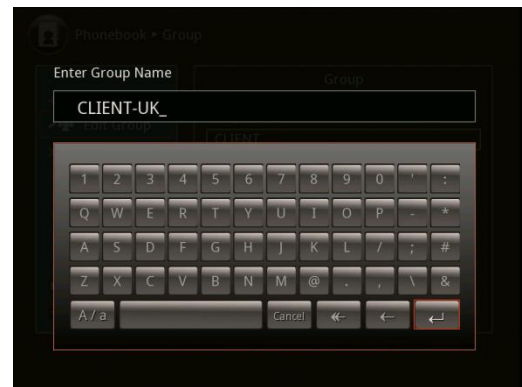 Phonebook • Group
Enter Group Name
Group
CLIENT-UK_
Edit Group
CLIENT
1 2 3 4 5 6 7 8 9 0 ' :
Q W E R T Y U I O P - *
A S D F G H J K L / ; #
Z X C V B N M @ . , \ &
A / a Cancel